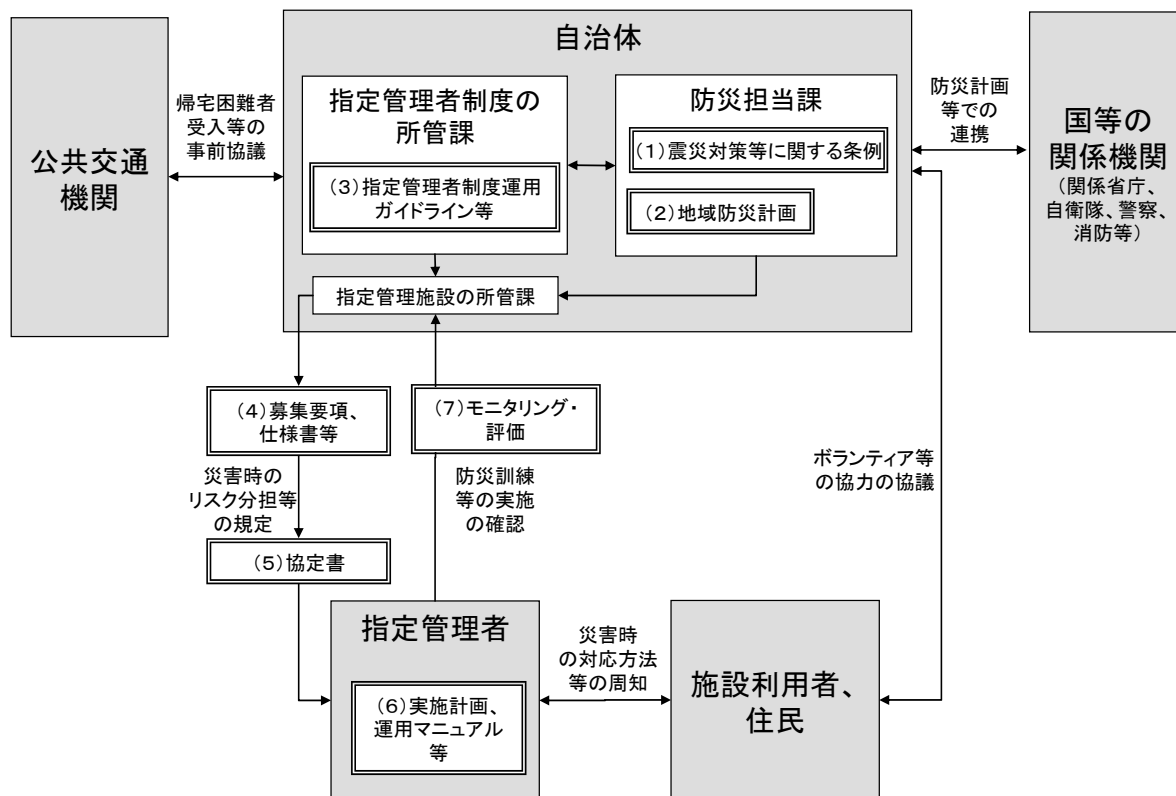 自治体
公共交通
機関
帰宅困難者
受入等の
事前協議
指定管理者制度の
所管課
(3)指定管理者制度運用
ガイドライン等
防災担当課
(1)震災対策等に関する条例
(2)地域防災計画
防災計画
等での
連携
国等の
関係機関
(関係省庁、
自衛隊、警察、
消防等)
指定管理施設の所管課
(4)募集要項、
仕様書等
(7)モニタリング・
評価
災害時の
リスク分担等
の規定
防災訓練
等の実施
の確認
ボランティア等
の協力の協議
(5)協定書
指定管理者
(6)実施計画、
運用マニュアル
等
災害時
の対応方法
等の周知
施設利用者、
住民